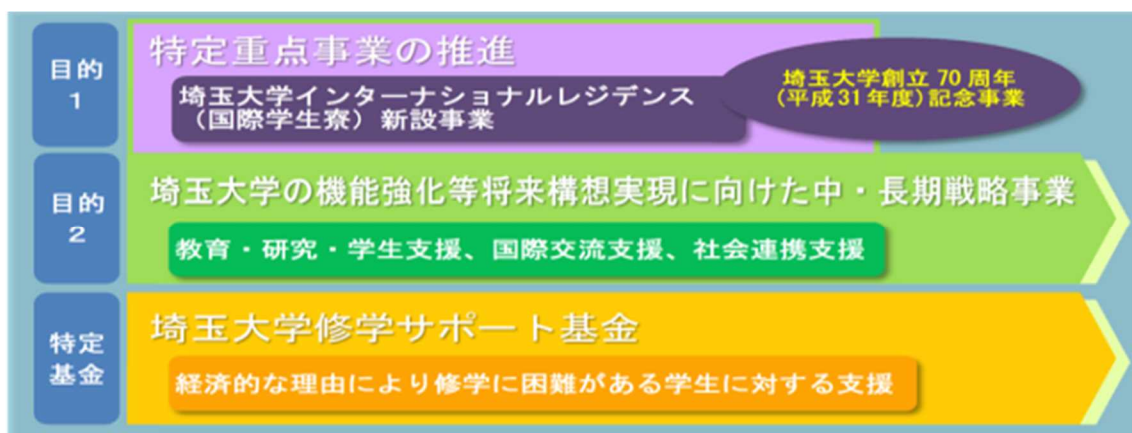 目的
1
特定重点事業の推進
埼玉大学インターナショナルレジデンス
（国際学生寮）新設事業
埼玉大学創立70周年
(平成31年度)記念事業
目的
2
埼玉大学の機能強化等将来構想実現に向けた中・長期戦略事業
教育・研究・学生支援、国際交流支援、社会連携支援
特定
基金
埼玉大学修学サポート基金
経済的な理由により修学に困難がある学生に対する支援